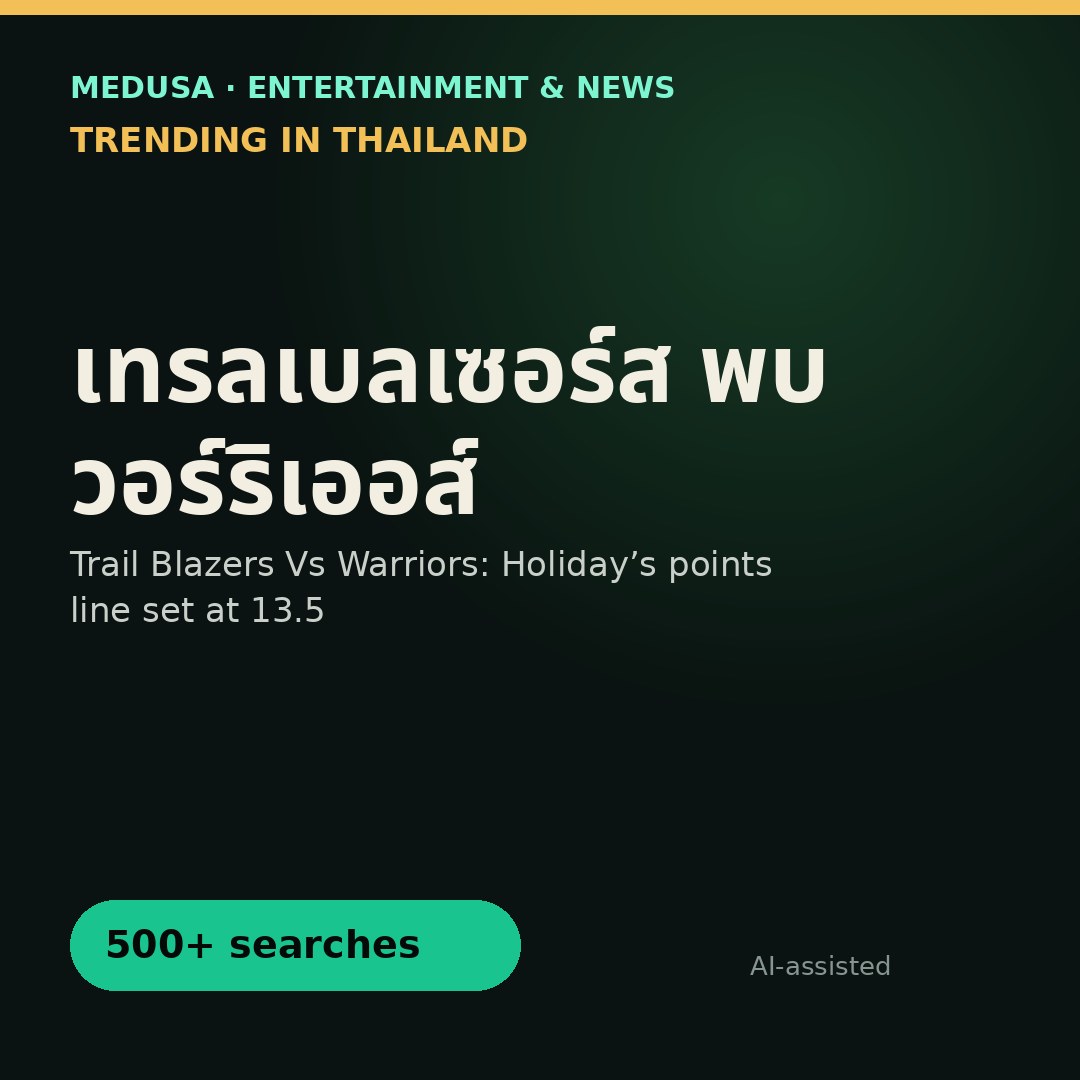 MEDUSA · ENTERTAINMENT & NEWS
TRENDING IN THAILAND
เทรลเบลเซอร์ส พบ
วอร์ริเออส์
Trail Blazers Vs Warriors: Holiday’s points
line set at 13.5
500+ searches
AI-assisted